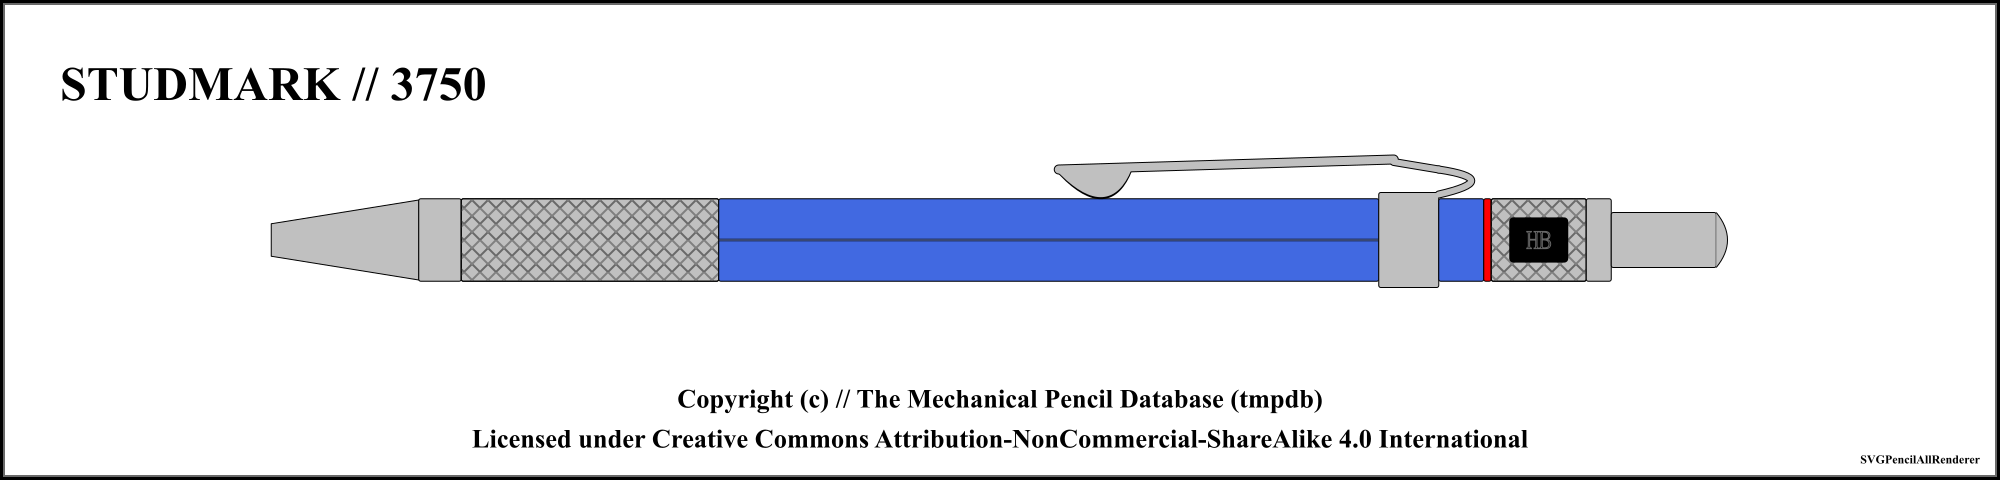 STUDMARK // 3750
HB
Copyright (c) // The Mechanical Pencil Database (tmpdb)
Licensed under Creative Commons Attribution-NonCommercial-ShareAlike 4.0 International
SVGPencilAllRenderer